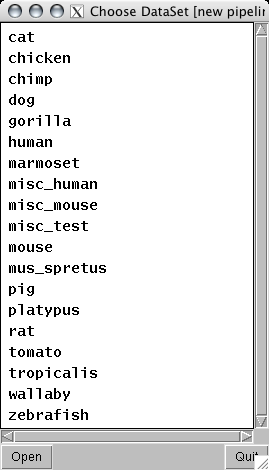 Choose DataSet [new pipelin
cat
chicken
chimp
dog
gorilla
human
marmoset
misc_human
misc_mouse
misc_test
mouse
mus_spretus
pig
platypus
rat
tomato
tropicalis
wallaby
zebrafish
Open
Quit